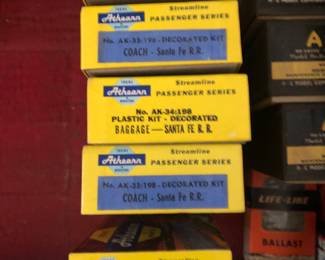 Athearn
Streamline
PASSENGER SERIES
No. AK-33:198 - DECORATED KIT
COACH - Santa Fe R.R.
Athearn
Streamline
PASSENGER SERIES
No. AK-34:198
PLASTIC KIT - DECORATED
BAGGAGE — SANTA FE R.R.
Athearn
Streamline
PASSENGER SERIES
No. AK-33:198 - DECORATED KIT
COACH - Santa Fe R.R.
A
A
LIFE-LIKE
BALLAST